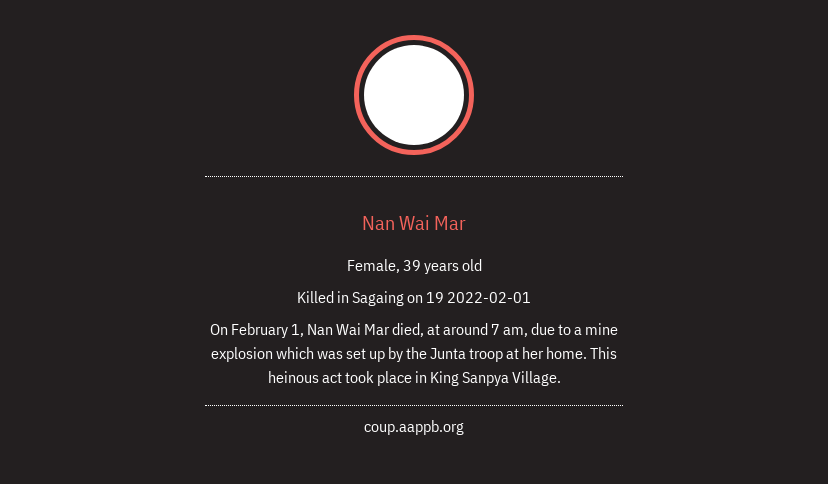 Nan Wai Mar
Female, 39 years old
Killed in Sagaing on 19 2022-02-01
On February 1, Nan Wai Mar died, at around 7 am, due to a mine
explosion which was set up by the Junta troop at her home. This
heinous act took place in King Sanpya Village.
coup.aappb.org